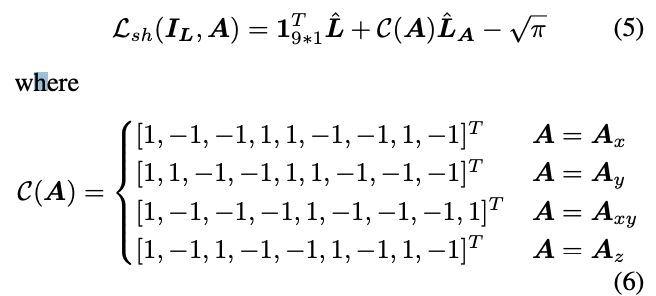 ℒ_sh(I_L, A) = 1^T_{9*1} L̂ + 𝒞(A)L̂_A − √π (5)
where
𝒞(A) = {
[1, −1, −1, 1, 1, −1, −1, 1, −1]^T A = A_x
[1, 1, −1, −1, 1, 1, −1, −1, −1]^T A = A_y
[1, −1, −1, −1, 1, −1, −1, −1, 1]^T A = A_xy
[1, −1, 1, −1, −1, 1, −1, 1, −1]^T A = A_z
(6)